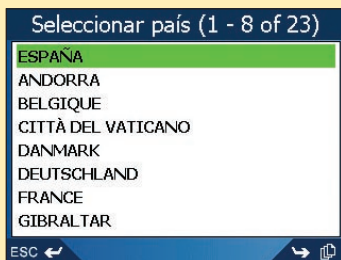 Seleccionar país (1 - 8 of 23)
ESPAÑA
ANDORRA
BELGIQUE
CITTÀ DEL VATICANO
DANMARK
DEUTSCHLAND
FRANCE
GIBRALTAR
ESC